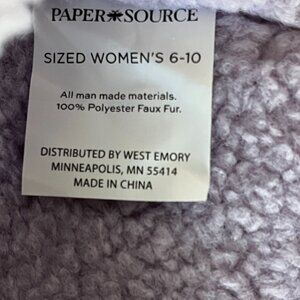 PAPER✳SOURCE
SIZED WOMEN'S 6-10
All man made materials.
100% Polyester Faux Fur.
DISTRIBUTED BY WEST EMORY
MINNEAPOLIS, MN 55414
MADE IN CHINA